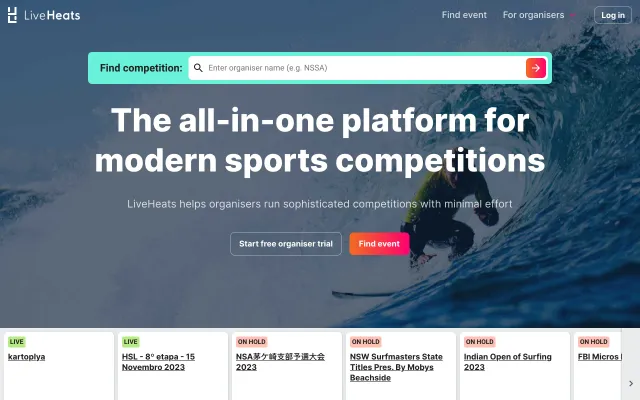 LiveHeats
Find event
For organisers
Log in
Find competition:
Enter organiser name (e.g. NSSA)
The all-in-one platform for
modern sports competitions
LiveHeats helps organisers run sophisticated competitions with minimal effort
Start free organiser trial
Find event
LIVE
kartoplya
LIVE
HSL - 8º etapa - 15
Novembro 2023
ON HOLD
NSA茅ケ崎支部予選大会
2023
ON HOLD
NSW Surfmasters State
Titles Pres. By Mobys
Beachside
ON HOLD
Indian Open of Surfing
2023
ON HOLD
FBI Micros